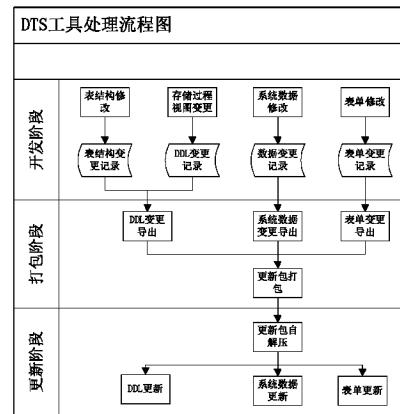 DTS工具处理流程图
开发阶段
表结构修
改
存储过程
视图变更
系统数据
修改
表单修改
表结构变
更记录
DDL变更
记录
数据变更
记录
表单变更
记录
打包阶段
DDL变更
导出
系统数据
变更导出
表单变更
导出
更新包打
包
更新阶段
更新包自
解压
DDL更新
系统数据
更新
表单更新